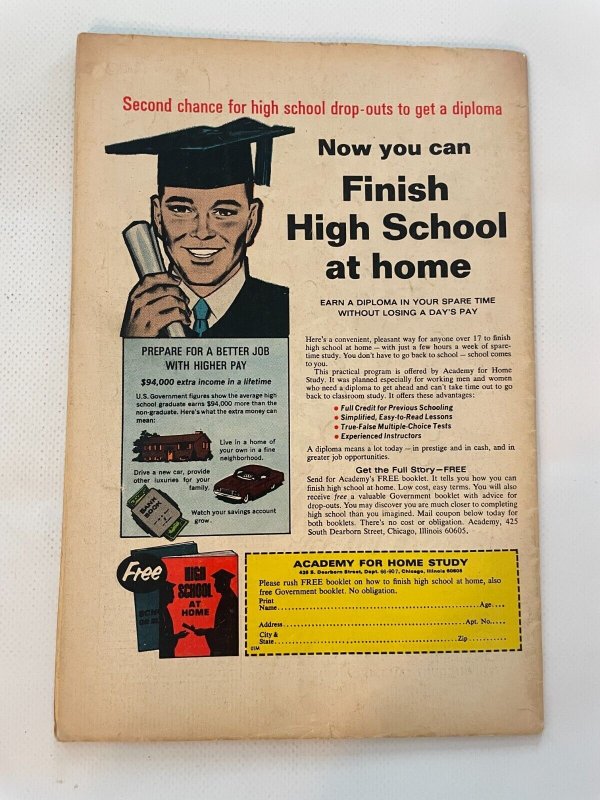 Second chance for high school drop-outs to get a diploma
Now you can
Finish
High School
at home
EARN A DIPLOMA IN YOUR SPARE TIME
WITHOUT LOSING A DAY'S PAY
PREPARE FOR A BETTER JOB
WITH HIGHER PAY
$94,000 extra income in a lifetime
U.S. Government figures show the average high
school graduate earns $94,000 more than the
non-graduate. Here's what the extra money can
mean:
Live in a home of
your own in a fine
neighborhood.
Drive a new car, provide
other luxuries for your
family.
BANK
BOOK
Watch your savings account
grow.
Here's a convenient, pleasant way for anyone over 17 to finish
high school at home — with just a few hours a week of spare-
time study. You don't have to go back to school — school comes
to you.
This practical program is offered by Academy for Home
Study. It was planned especially for working men and women
who need a diploma to get ahead and can't take time out to go
back to classroom study. It offers these advantages:
• Full Credit for Previous Schooling
• Simplified, Easy-to-Read Lessons
• True-False Multiple-Choice Tests
• Experienced Instructors
A diploma means a lot today — in prestige and in cash, and in
greater job opportunities.
Get the Full Story—FREE
Send for Academy's FREE booklet. It tells you how you can
finish high school at home. Low cost, easy terms. You will also
receive free a valuable Government booklet with advice for
drop-outs. You may discover you are much closer to completing
high school than you imagined. Mail coupon below today for
both booklets. There's no cost or obligation. Academy, 425
South Dearborn Street, Chicago, Illinois 60605.
Free
HIGH
SCHOOL
AT
HOME
ACADEMY FOR HOME STUDY
425 S. Dearborn Street, Dept. Chicago, Illinois 60605
Please rush FREE booklet on how to finish high school at home, also
free Government booklet. No obligation.
Print
Name Age
Address Apt. No.
City &
State Zip